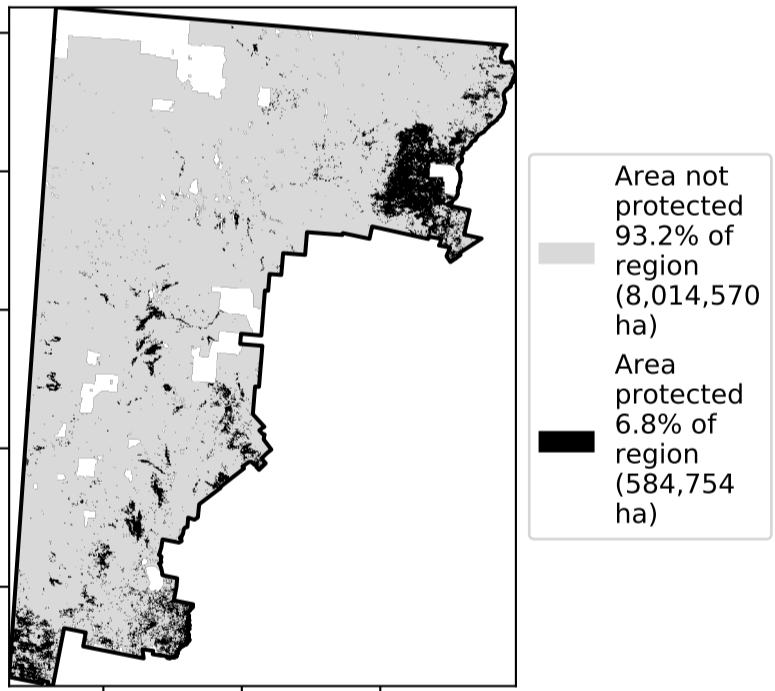 Area not
protected
93.2% of
region
(8,014,570
ha)
Area
protected
6.8% of
region
(584,754
ha)